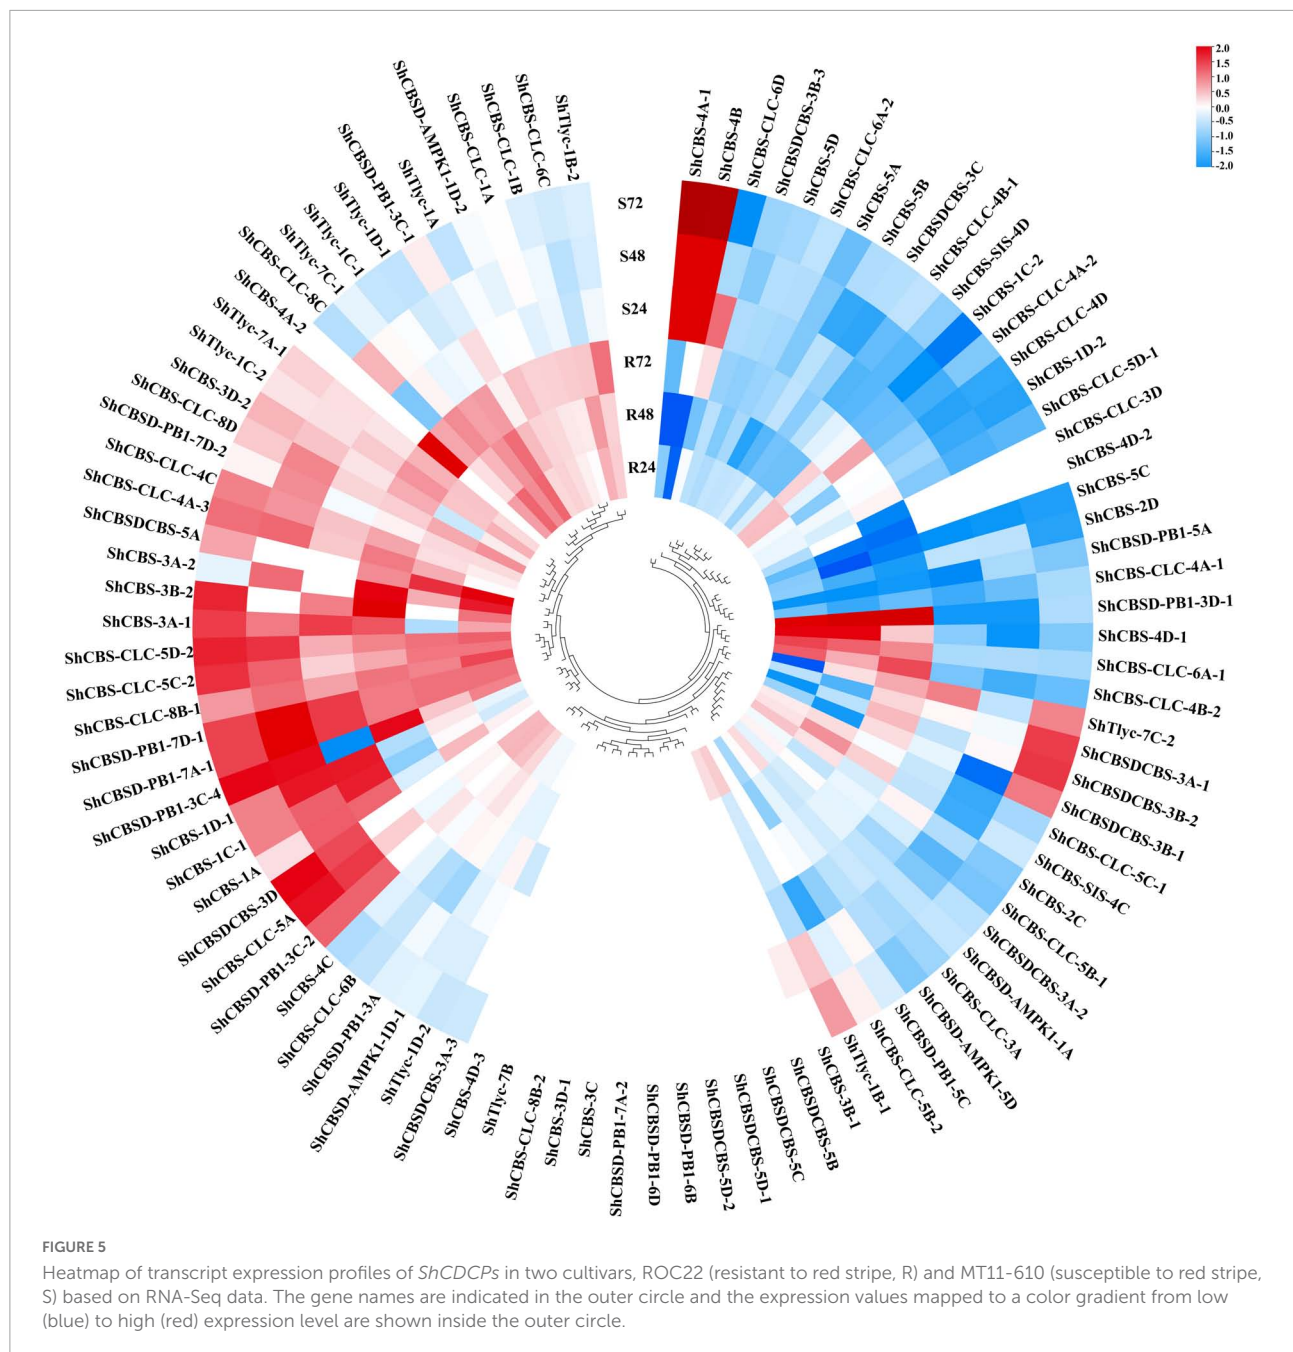 2.0
1.5
1.0
0.5
0.0
-0.5
-1.0
-1.5
-2.0
S72
S48
S24
R72
R48
R24
ShCBS-4A-1
ShCBS-4B
ShCBS-CLC-6D
ShCBSDCBS-3B-3
ShCBS-5D
ShCBS-CLC-6A-2
ShCBS-5A
ShCBS-5B
ShCBSDCBS-3C
ShCBS-CLC-4B-1
ShCBS-SIS-4D
ShCBS-1C-2
ShCBS-CLC-4A-2
ShCBS-CLC-4D
ShCBS-1D-2
ShCBS-CLC-5D-1
ShCBS-CLC-3D
ShCBS-4D-2
ShCBS-5C
ShCBS-2D
ShCBSD-PB1-5A
ShCBS-CLC-4A-1
ShCBSD-PB1-3D-1
ShCBS-4D-1
ShCBS-CLC-6A-1
ShCBS-CLC-4B-2
ShTlyc-7C-2
ShCBSDCBS-3A-1
ShCBSDCBS-3B-2
ShCBSDCBS-3B-1
ShCBS-CLC-5C-1
ShCBS-SIS-4C
ShCBS-2C
ShCBS-CLC-5B-1
ShCBSDCBS-3A-2
ShCBSD-AMPK1-1A
ShCBS-CLC-3A
ShCBSD-AMPK1-5D
ShCBSD-PB1-5C
ShCBS-CLC-5B-2
ShTlyc-1B-1
ShCBS-3B-1
ShCBSDCBS-5B
ShCBSDCBS-5C
ShCBSDCBS-5D-1
ShCBSDCBS-5D-2
ShCBSD-PB1-6B
ShCBSD-PB1-6D
ShCBSD-PB1-7A-2
ShCBS-3C
ShCBS-3D-1
ShCBS-CLC-8B-2
ShTlyc-7B
ShCBS-4D-3
ShCBSDCBS-3A-3
ShTlyc-1D-2
ShCBSD-AMPK1-1D-1
ShCBSD-PB1-3A
ShCBS-CLC-6B
ShCBS-4C
ShCBSD-PB1-3C-2
ShCBS-CLC-5A
ShCBSDCBS-3D
ShCBS-1A
ShCBS-1C-1
ShCBS-1D-1
ShCBSD-PB1-3C-4
ShCBSD-PB1-7A-1
ShCBSD-PB1-7D-1
ShCBS-CLC-8B-1
ShCBS-CLC-5C-2
ShCBS-CLC-5D-2
ShCBS-3A-1
ShCBS-3B-2
ShCBS-3A-2
ShCBSDCBS-5A
ShCBS-CLC-4A-3
ShCBS-CLC-4C
ShCBSD-PB1-7D-2
ShCBS-CLC-8D
ShCBS-3D-2
ShTlyc-1C-2
ShTlyc-7A-1
ShCBS-4A-2
ShCBS-CLC-8C
ShTlyc-7C-1
ShTlyc-1C-1
ShTlyc-1D-1
ShCBSD-PB1-3C-1
ShTlyc-1A
ShCBSD-AMPK1-1D-2
ShCBS-CLC-1A
ShCBS-CLC-1B
ShCBS-CLC-6C
ShTlyc-1B-2
FIGURE 5
Heatmap of transcript expression profiles of ShCDCPs in two cultivars, ROC22 (resistant to red stripe, R) and MT11-610 (susceptible to red stripe,
S) based on RNA-Seq data. The gene names are indicated in the outer circle and the expression values mapped to a color gradient from low
(blue) to high (red) expression level are shown inside the outer circle.